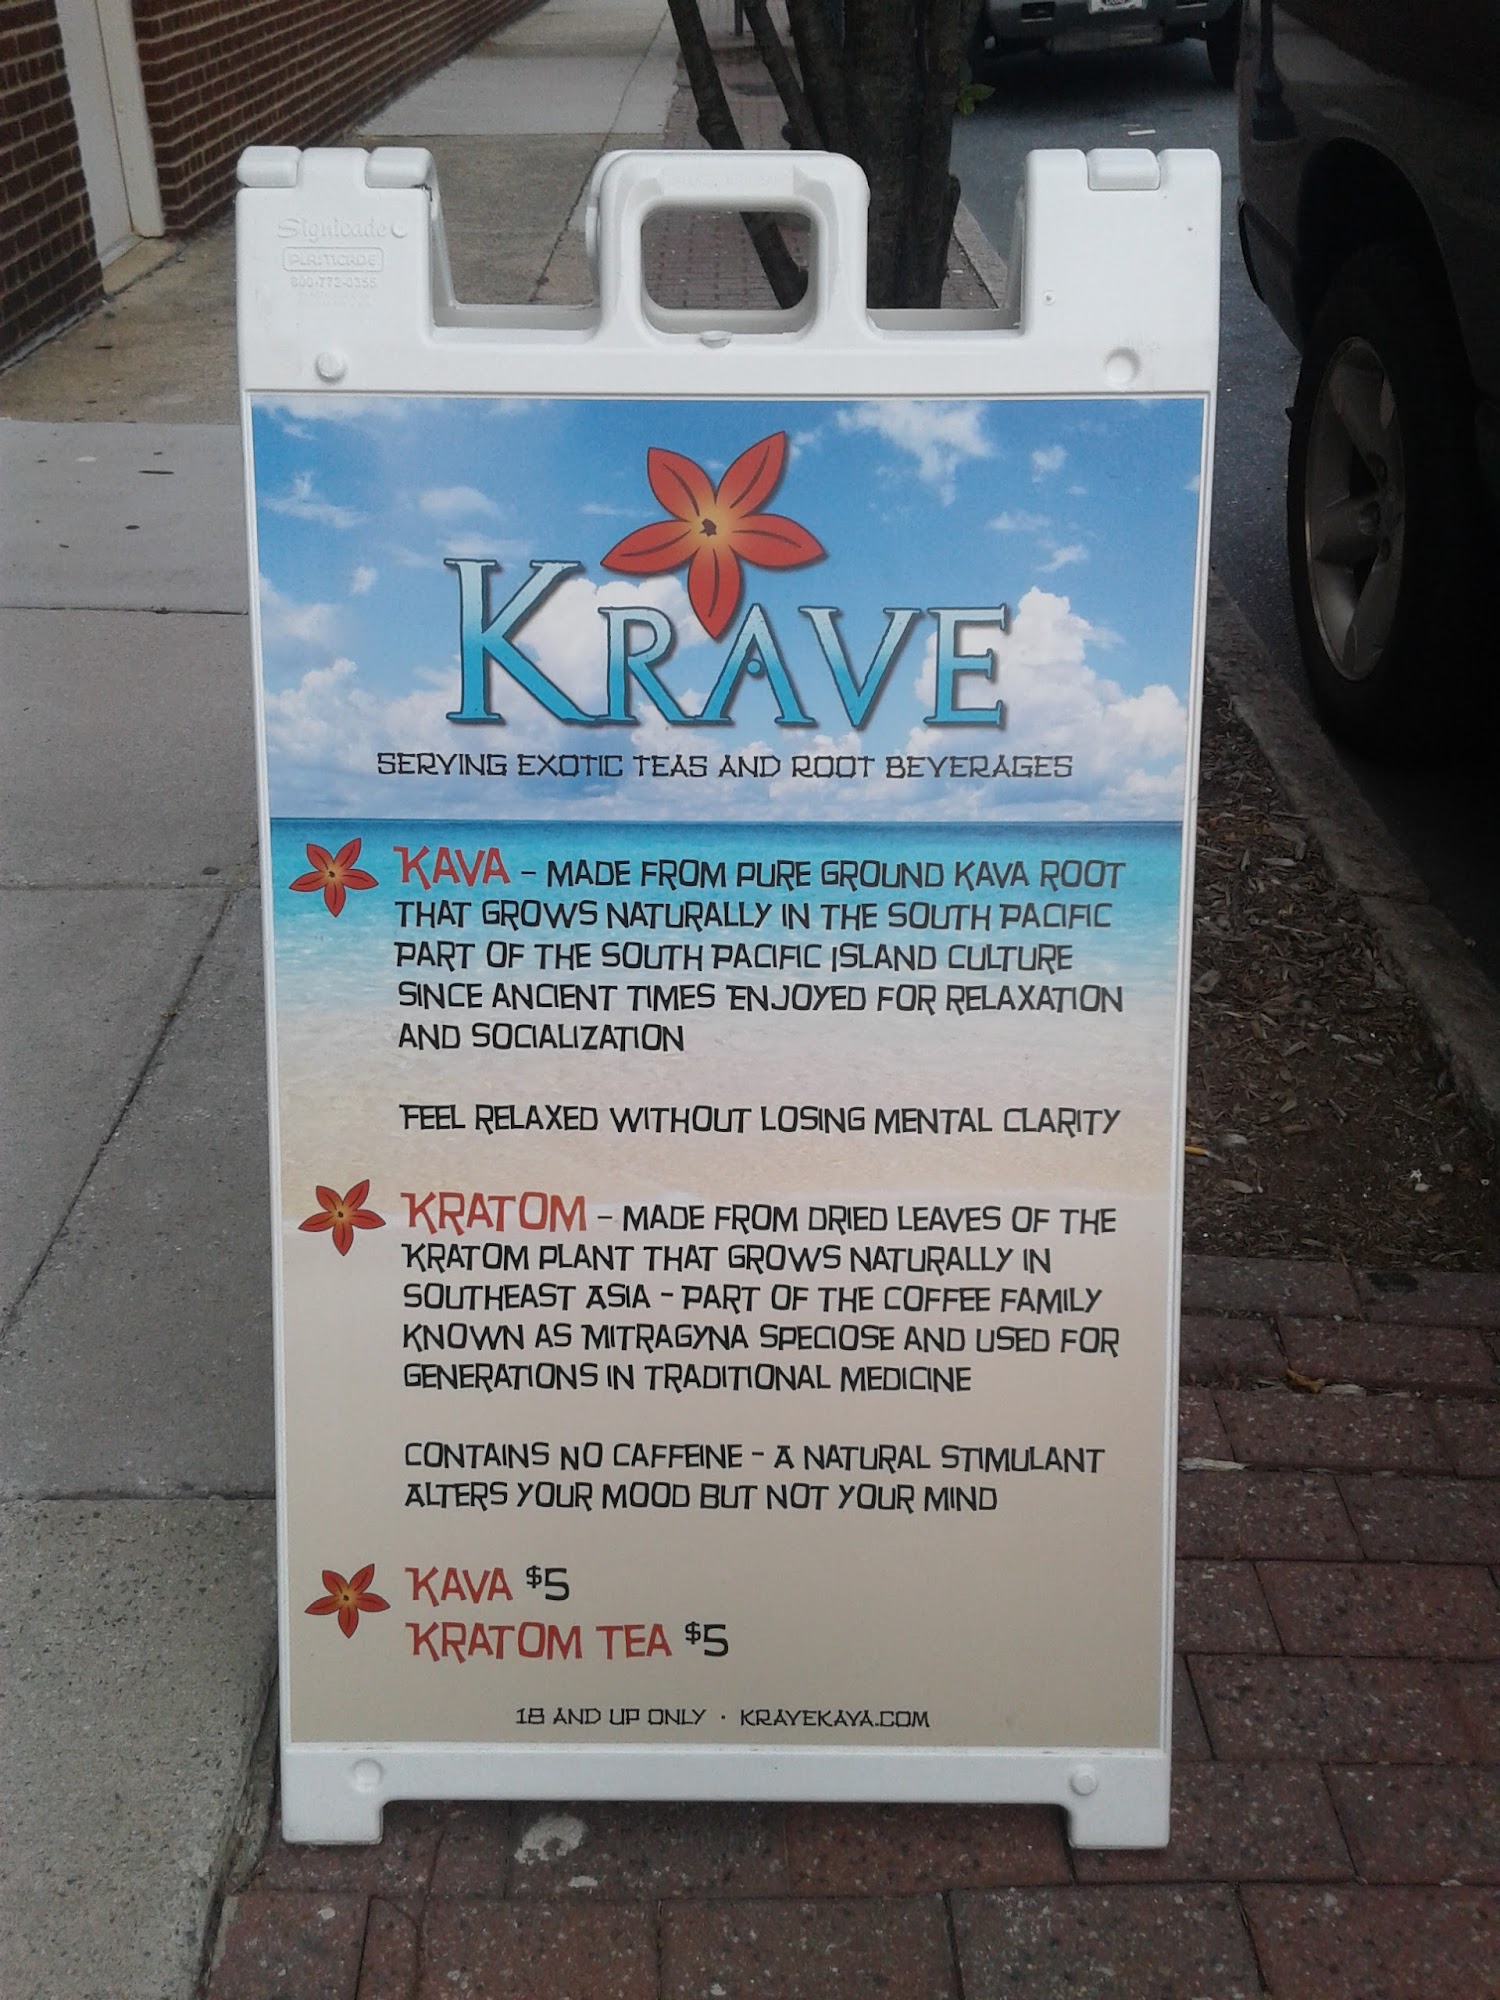 Signicade
PLASTICADE
800-772-0355
KRAVE
SERVING EXOTIC TEAS AND ROOT BEVERAGES
KAVA – MADE FROM PURE GROUND KAVA ROOT
THAT GROWS NATURALLY IN THE SOUTH PACIFIC
PART OF THE SOUTH PACIFIC ISLAND CULTURE
SINCE ANCIENT TIMES ENJOYED FOR RELAXATION
AND SOCIALIZATION
FEEL RELAXED WITHOUT LOSING MENTAL CLARITY
KRATOM – MADE FROM DRIED LEAVES OF THE
KRATOM PLANT THAT GROWS NATURALLY IN
SOUTHEAST ASIA – PART OF THE COFFEE FAMILY
KNOWN AS MITRAGYNA SPECIOSE AND USED FOR
GENERATIONS IN TRADITIONAL MEDICINE
CONTAINS NO CAFFEINE – A NATURAL STIMULANT
ALTERS YOUR MOOD BUT NOT YOUR MIND
KAVA $5
KRATOM TEA $5
18 AND UP ONLY · KRAVEKAVA.COM